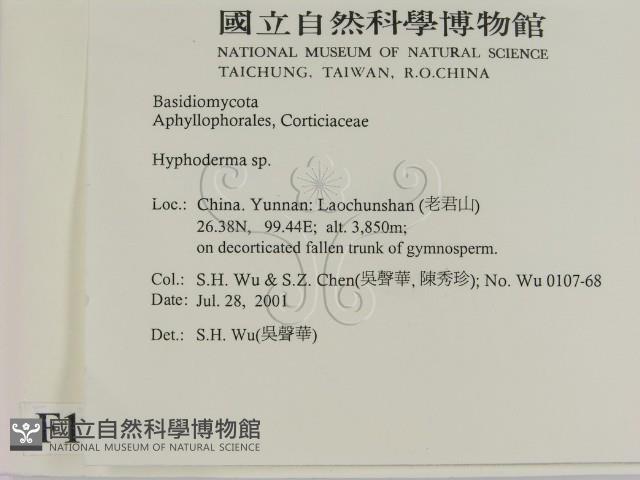 國立自然科學博物館
NATIONAL MUSEUM OF NATURAL SCIENCE
TAICHUNG, TAIWAN, R.O.CHINA
Basidiomycota
Aphyllophorales, Corticiaceae
Hyphoderma sp.
Loc.: China. Yunnan: Laochunshan (老君山)
26.38N, 99.44E; alt. 3,850m;
on decorticated fallen trunk of gymnosperm.
Col.: S.H. Wu & S.Z. Chen(吳聲華, 陳秀珍); No. Wu 0107-68
Date: Jul. 28, 2001
Det.: S.H. Wu(吳聲華)
F1
國立自然科學博物館
NATIONAL MUSEUM OF NATURAL SCIENCE